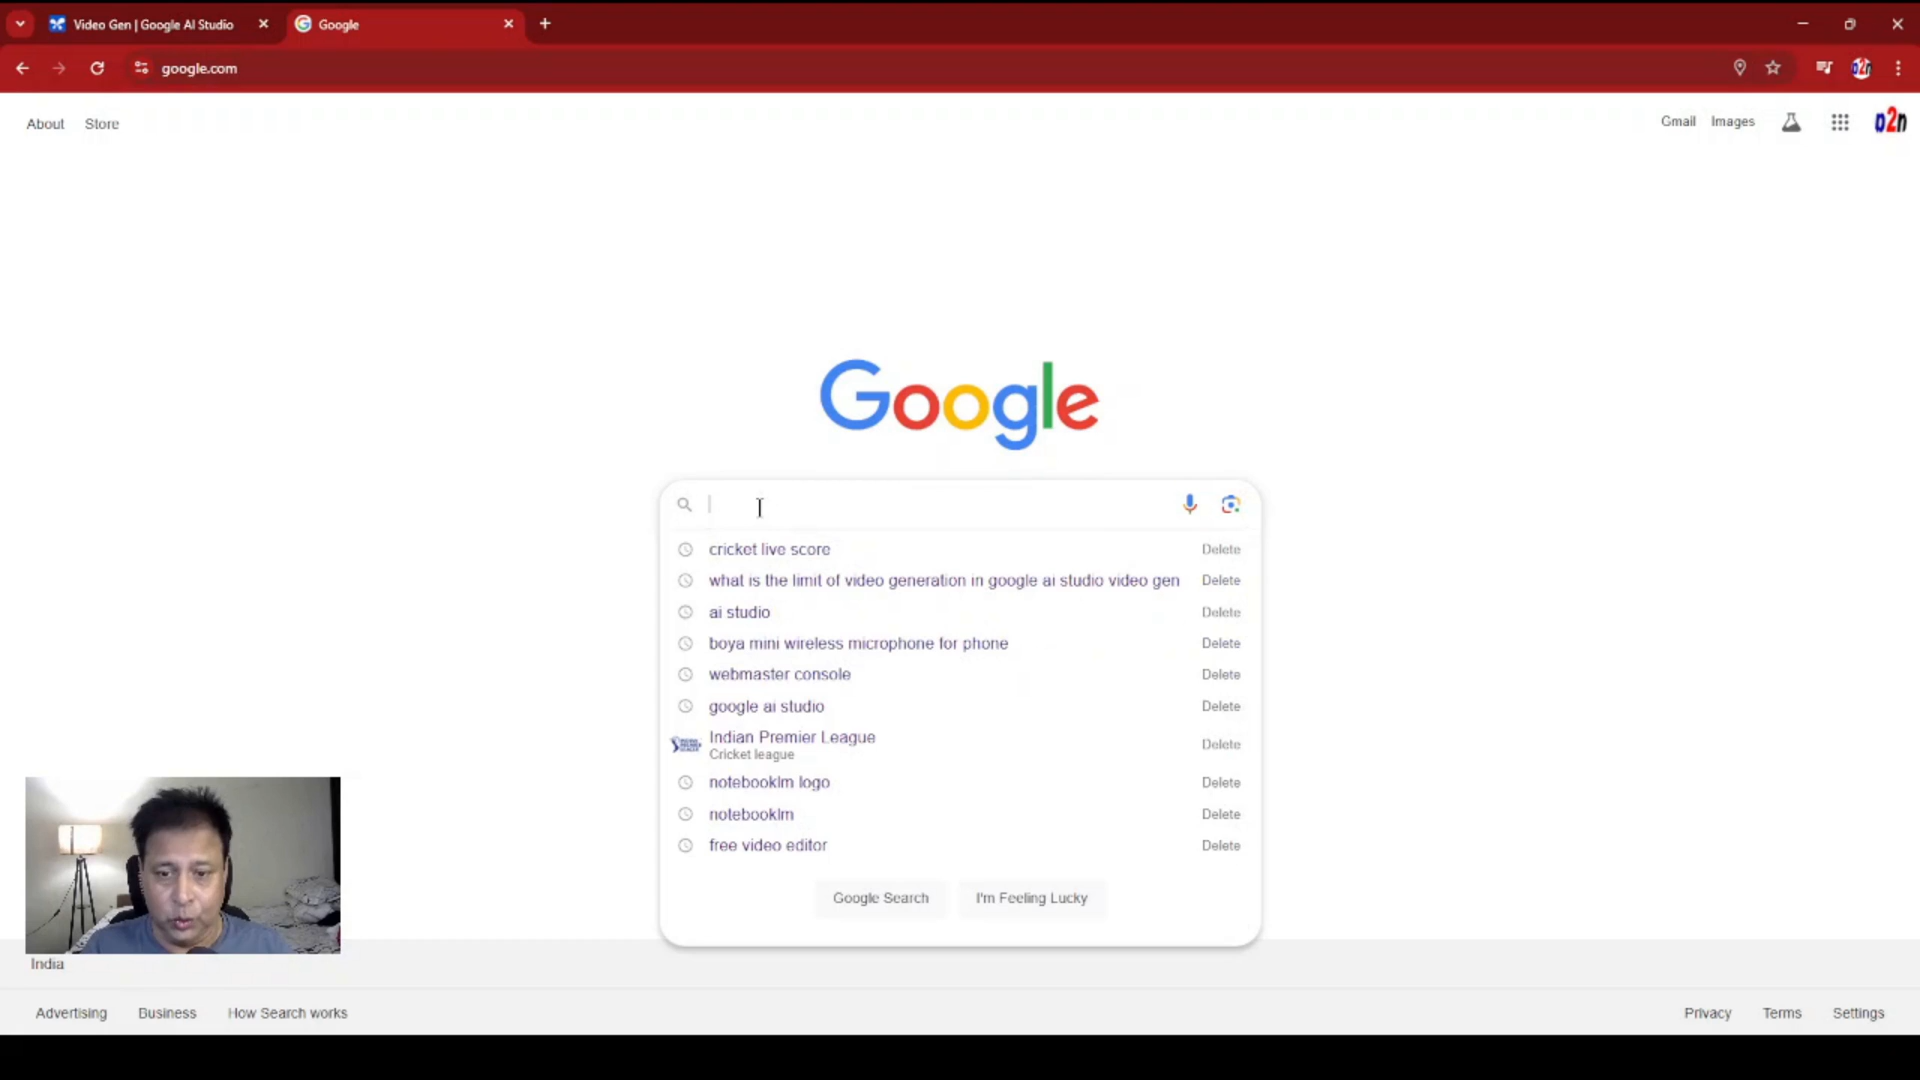 Video Gen | Google AI Studio
Google
google.com
o2n
About
Store
Gmail
Images
o2n
Google
cricket live score
Delete
what is the limit of video generation in google ai studio video gen
Delete
ai studio
Delete
boya mini wireless microphone for phone
Delete
webmaster console
Delete
google ai studio
Delete
Indian Premier League
Cricket league
Delete
notebooklm logo
Delete
notebooklm
Delete
free video editor
Delete
Google Search
I'm Feeling Lucky
India
Advertising
Business
How Search works
Privacy
Terms
Settings